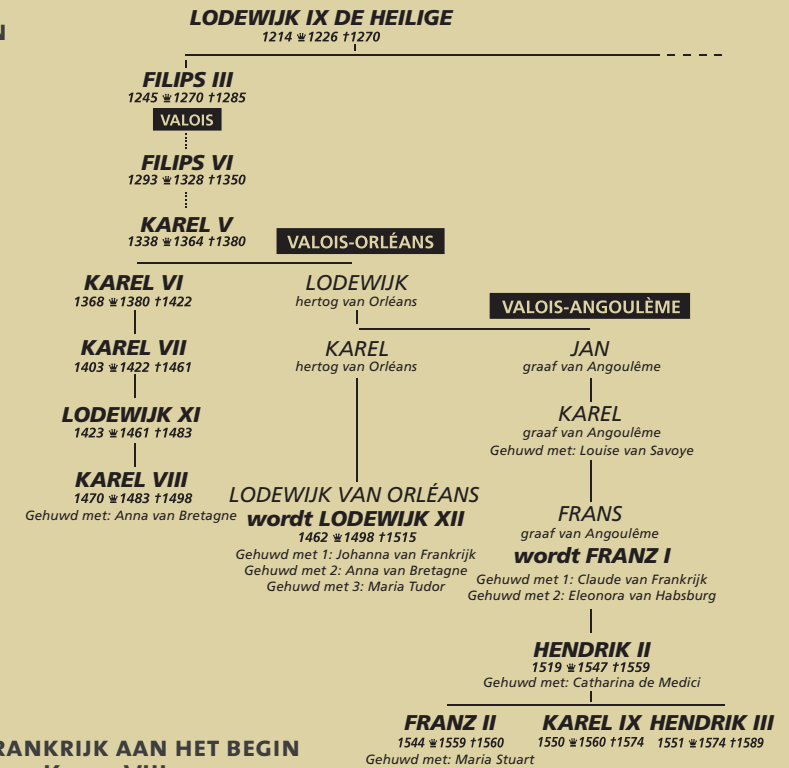 LODEWIJK IX DE HEILIGE
1214 ♛1226 †1270
FILIPS III
1245 ♛1270 †1285
VALOIS
FILIPS VI
1293 ♛1328 †1350
KAREL V
1338 ♛1364 †1380
VALOIS-ORLÉANS
KAREL VI
1368 ♛1380 †1422
LODEWIJK
hertog van Orléans
VALOIS-ANGOULÈME
KAREL VII
1403 ♛1422 †1461
KAREL
hertog van Orléans
JAN
graaf van Angoulême
LODEWIJK XI
1423 ♛1461 †1483
KAREL
graaf van Angoulême
Gehuwd met: Louise van Savoye
KAREL VIII
1470 ♛1483 †1498
Gehuwd met: Anna van Bretagne
LODEWIJK VAN ORLÉANS
wordt LODEWIJK XII
1462 ♛1498 †1515
Gehuwd met 1: Johanna van Frankrijk
Gehuwd met 2: Anna van Bretagne
Gehuwd met 3: Maria Tudor
FRANS
graaf van Angoulême
wordt FRANZ I
Gehuwd met 1: Claude van Frankrijk
Gehuwd met 2: Eleonora van Habsburg
HENDRIK II
1519 ♛1547 †1559
Gehuwd met: Catharina de Medici
FRANZ II
1544 ♛1559 †1560
Gehuwd met: Maria Stuart
KAREL IX
1550 ♛1560 †1574
HENDRIK III
1551 ♛1574 †1589
RANKRIJK AAN HET BEGIN